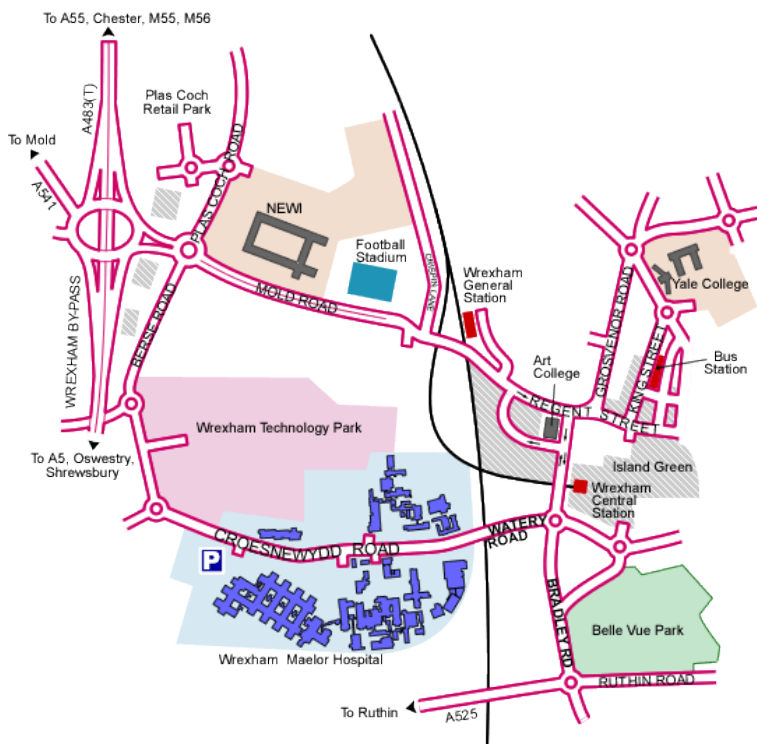 To A55, Chester, M55, M56
A483(T)
Plas Coch
Retail Park
To Mold
A541
PLAS COCH ROAD
NEWI
Football
Stadium
CRISPIN LANE
Wrexham
General
Station
Yale College
GROSVENOR ROAD
KING STREET
Bus
Station
WREXHAM BY-PASS
BERSE ROAD
MOLD ROAD
Art
College
REGENT STREET
Wrexham Technology Park
To A5, Oswestry,
Shrewsbury
Island Green
Wrexham
Central
Station
CROESNEWYDD ROAD
WATERY
ROAD
P
BRADLEY RD
Belle Vue Park
Wrexham Maelor Hospital
RUTHIN ROAD
To Ruthin
A525